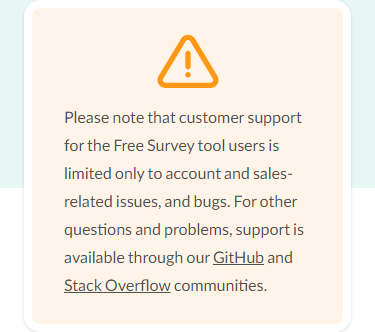 Please note that customer support
for the Free Survey tool users is
limited only to account and sales-
related issues, and bugs. For other
questions and problems, support is
available through our GitHub and
Stack Overflow communities.